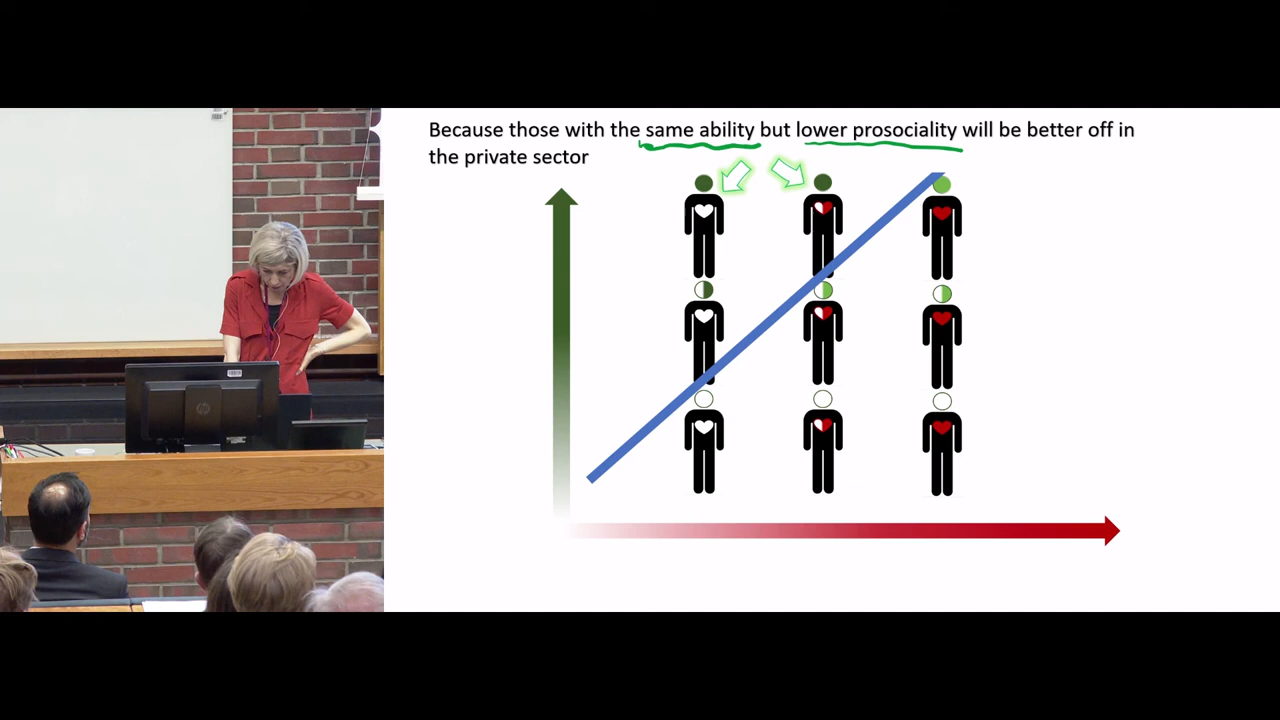 Because those with the same ability but lower prosociality will be better off in
the private sector